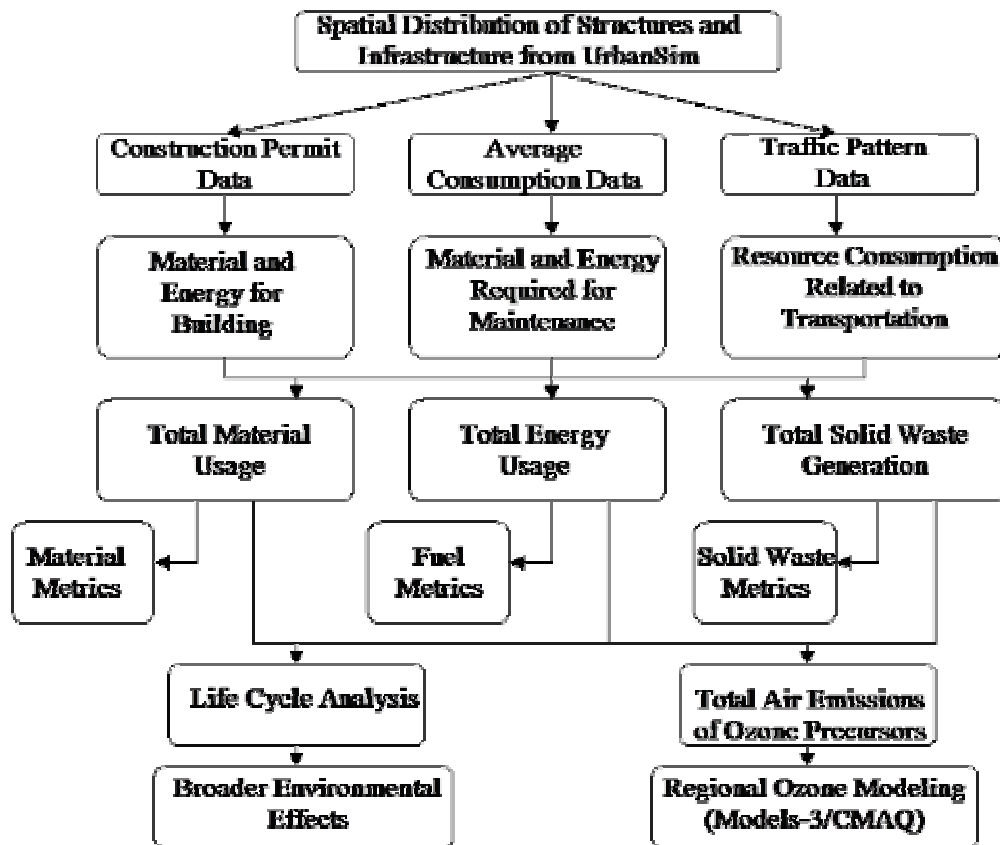 Spatial Distribution of Structures and
Infrastructure from UrbanSim
Construction Permit
Data
Average
Consumption Data
Traffic Pattern
Data
Material and
Energy for
Building
Material and Energy
Required for
Maintenance
Resource Consumption
Related to
Transportation
Total Material
Usage
Total Energy
Usage
Total Solid Waste
Generation
Material
Metrics
Fuel
Metrics
Solid Waste
Metrics
Life Cycle Analysis
Total Air Emissions
of Ozone Precursors
Broader Environmental
Effects
Regional Ozone Modeling
(Models-3/CMAQ)